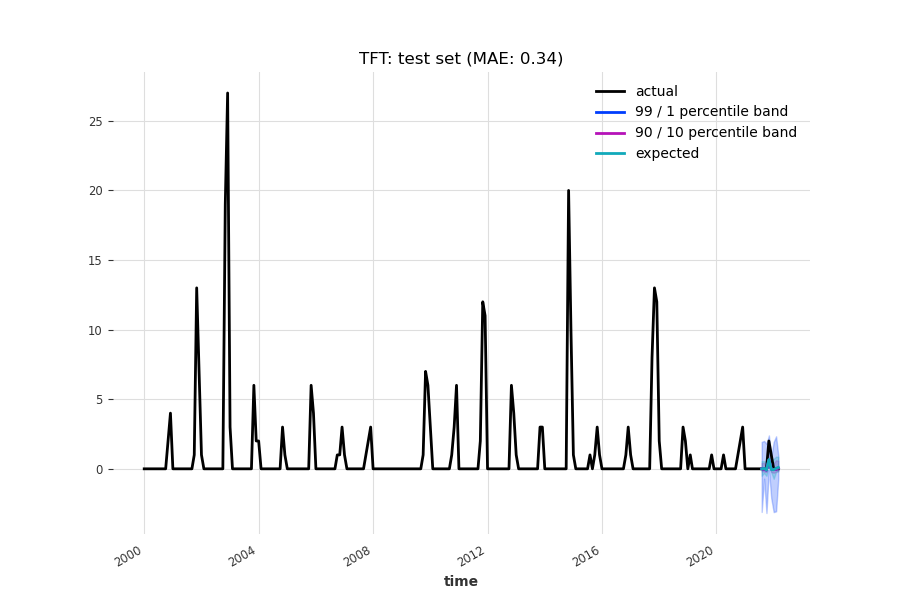 TFT: test set (MAE: 0.34)
actual
99 / 1 percentile band
90 / 10 percentile band
expected
25
20
15
10
5
0
2000
2004
2008
2012
2016
2020
time